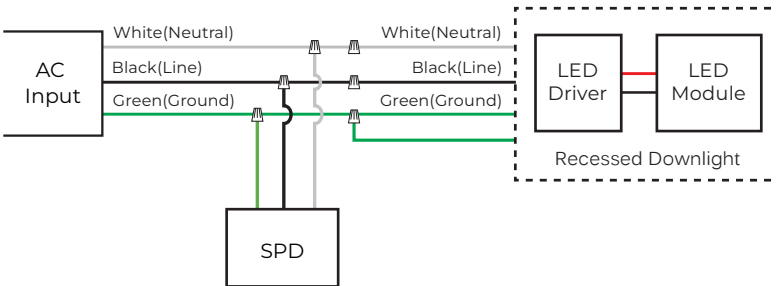 White(Neutral)
White(Neutral)
AC
Input
Black(Line)
Black(Line)
LED
Driver
LED
Module
Green(Ground)
Green(Ground)
Recessed Downlight
SPD